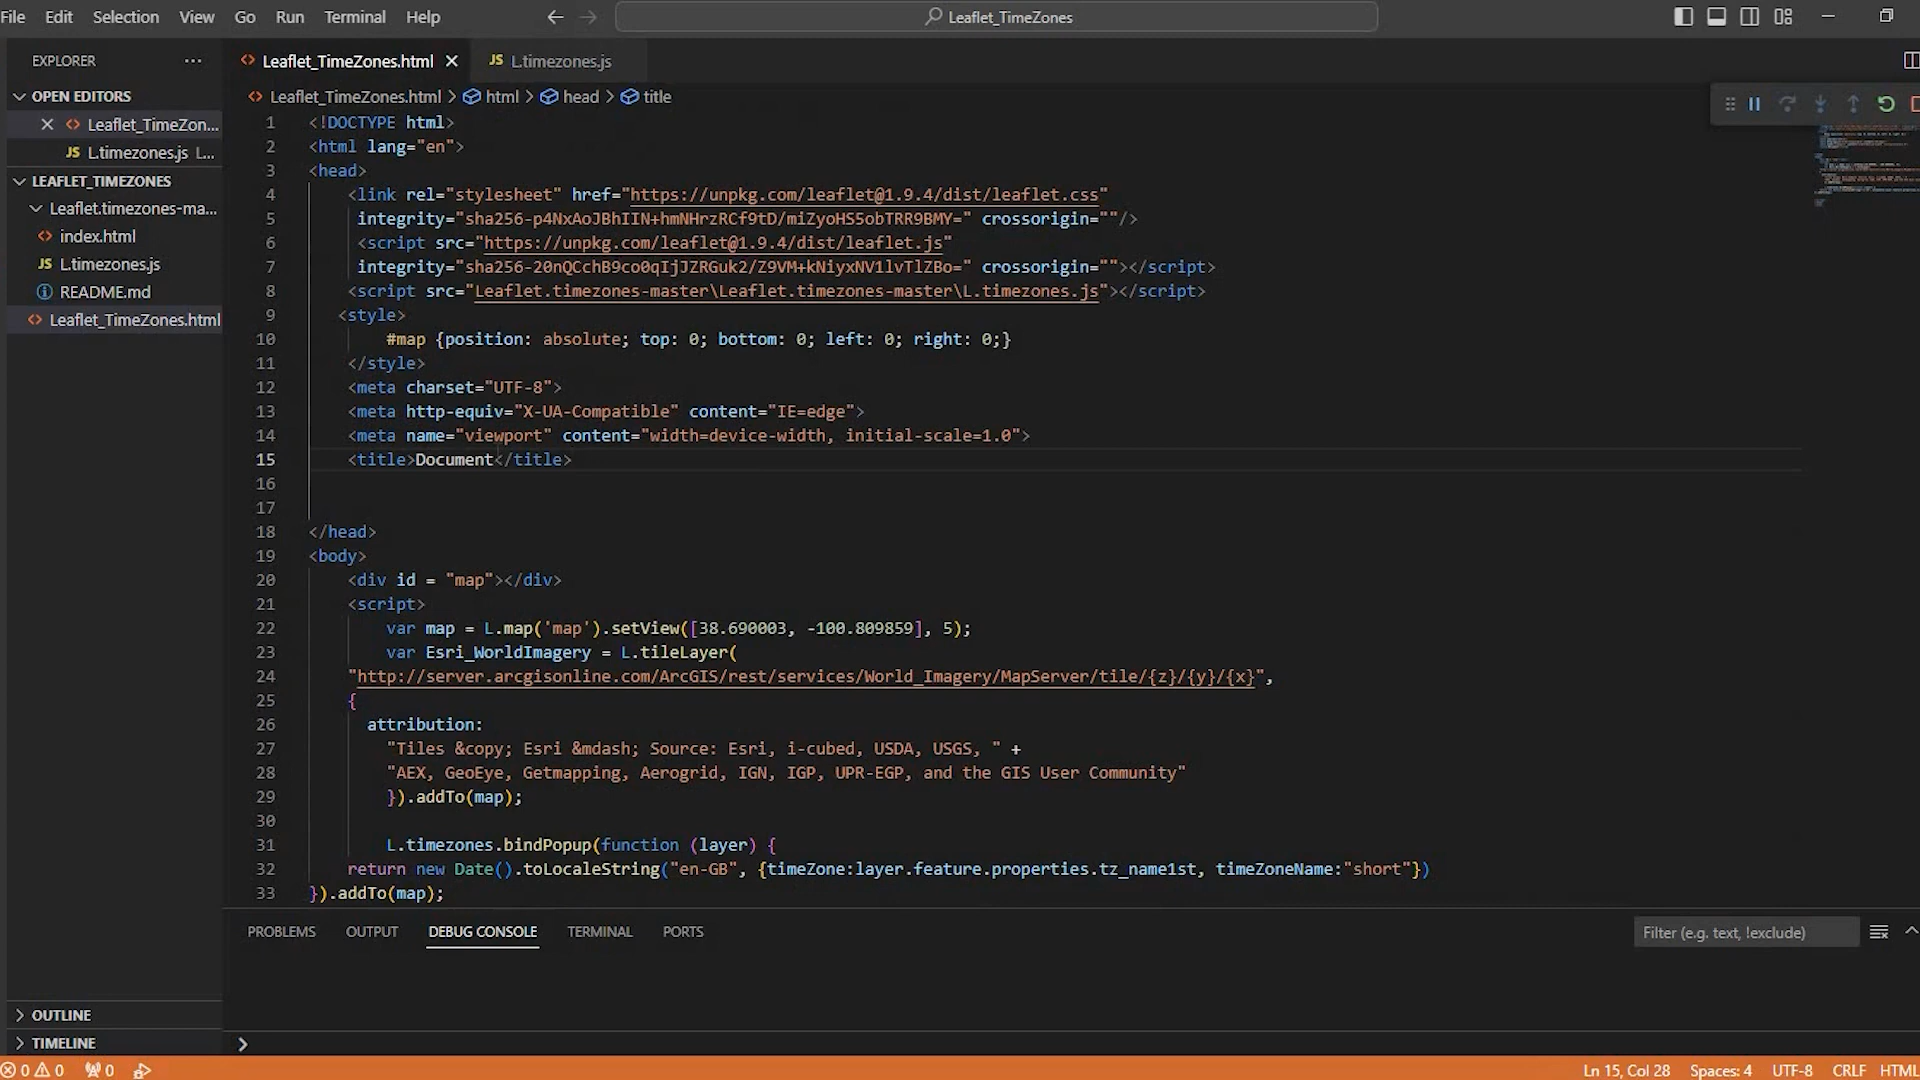 File Edit Selection View Go Run Terminal Help
Leaflet_TimeZones
EXPLORER
OPEN EDITORS
Leaflet_TimeZon...
JS L.timezones.js L...
LEAFLET_TIMEZONES
Leaflet.timezones-ma...
index.html
JS L.timezones.js
README.md
Leaflet_TimeZones.html
OUTLINE
TIMELINE
Leaflet_TimeZones.html
JS L.timezones.js
Leaflet_TimeZones.html > html > head > title
1 <!DOCTYPE html>
2 <html lang="en">
3 <head>
4 <link rel="stylesheet" href="https://unpkg.com/leaflet@1.9.4/dist/leaflet.css"
5 integrity="sha256-p4NxAoJBhIIN+hmNHrzRCf9tD/miZyoHS5obTRR9BMY=" crossorigin=""/>
6 <script src="https://unpkg.com/leaflet@1.9.4/dist/leaflet.js"
7 integrity="sha256-20nQCchB9co0qIjJZRGuk2/Z9VM+kNiyxNV1lvTlZBo=" crossorigin=""></script>
8 <script src="Leaflet.timezones-master\Leaflet.timezones-master\L.timezones.js"></script>
9 <style>
10 #map {position: absolute; top: 0; bottom: 0; left: 0; right: 0;}
11 </style>
12 <meta charset="UTF-8">
13 <meta http-equiv="X-UA-Compatible" content="IE=edge">
14 <meta name="viewport" content="width=device-width, initial-scale=1.0">
15 <title>Document</title>
16
17
18 </head>
19 <body>
20 <div id = "map"></div>
21 <script>
22 var map = L.map('map').setView([38.690003, -100.809859], 5);
23 var Esri_WorldImagery = L.tileLayer(
24 "http://server.arcgisonline.com/ArcGIS/rest/services/World_Imagery/MapServer/tile/{z}/{y}/{x}",
25 {
26 attribution:
27 "Tiles &copy; Esri &mdash; Source: Esri, i-cubed, USDA, USGS, " +
28 "AEX, GeoEye, Getmapping, Aerogrid, IGN, IGP, UPR-EGP, and the GIS User Community"
29 }).addTo(map);
30
31 L.timezones.bindPopup(function (layer) {
32 return new Date().toLocaleString("en-GB", {timeZone:layer.feature.properties.tz_name1st, timeZoneName:"short"})
33 }).addTo(map);
PROBLEMS OUTPUT DEBUG CONSOLE TERMINAL PORTS
Filter (e.g. text, !exclude)
0 0 0
Ln 15, Col 28 Spaces: 4 UTF-8 CRLF HTML